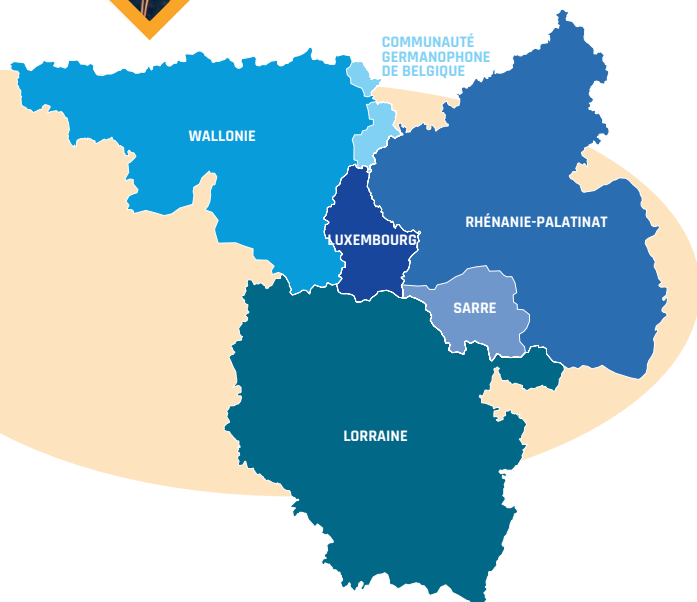 COMMUNAUTÉ
GERMANOPHONE
DE BELGIQUE
WALLONIE
RHÉNANIE-PALATINAT
LUXEMBOURG
SARRE
LORRAINE